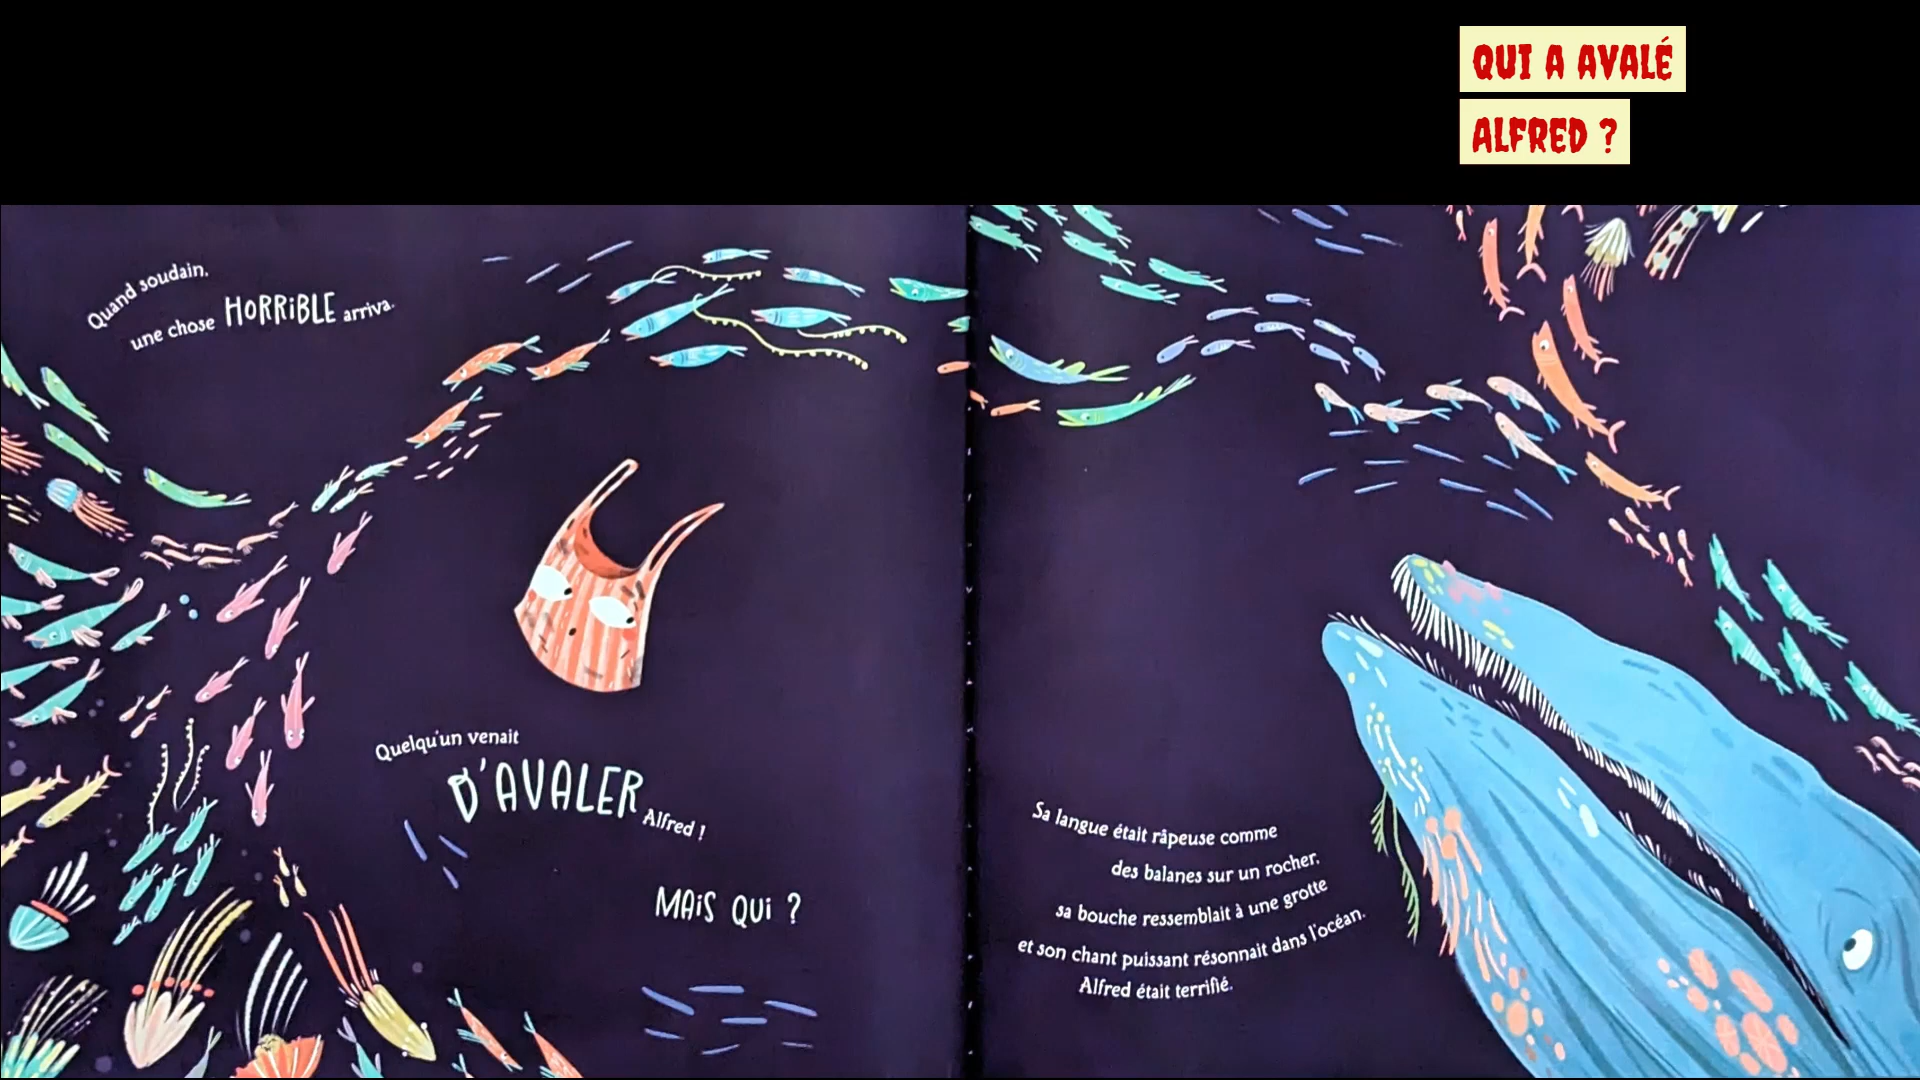 QUI A AVALÉ
ALFRED ?
Quand soudain,
une chose HORRIBLE arriva.
Quelqu'un venait
D'AVALER Alfred !
MAIS QUI ?
Sa langue était râpeuse comme
des balanes sur un rocher,
sa bouche ressemblait à une grotte
et son chant puissant résonnait dans l'océan.
Alfred était terrifié.